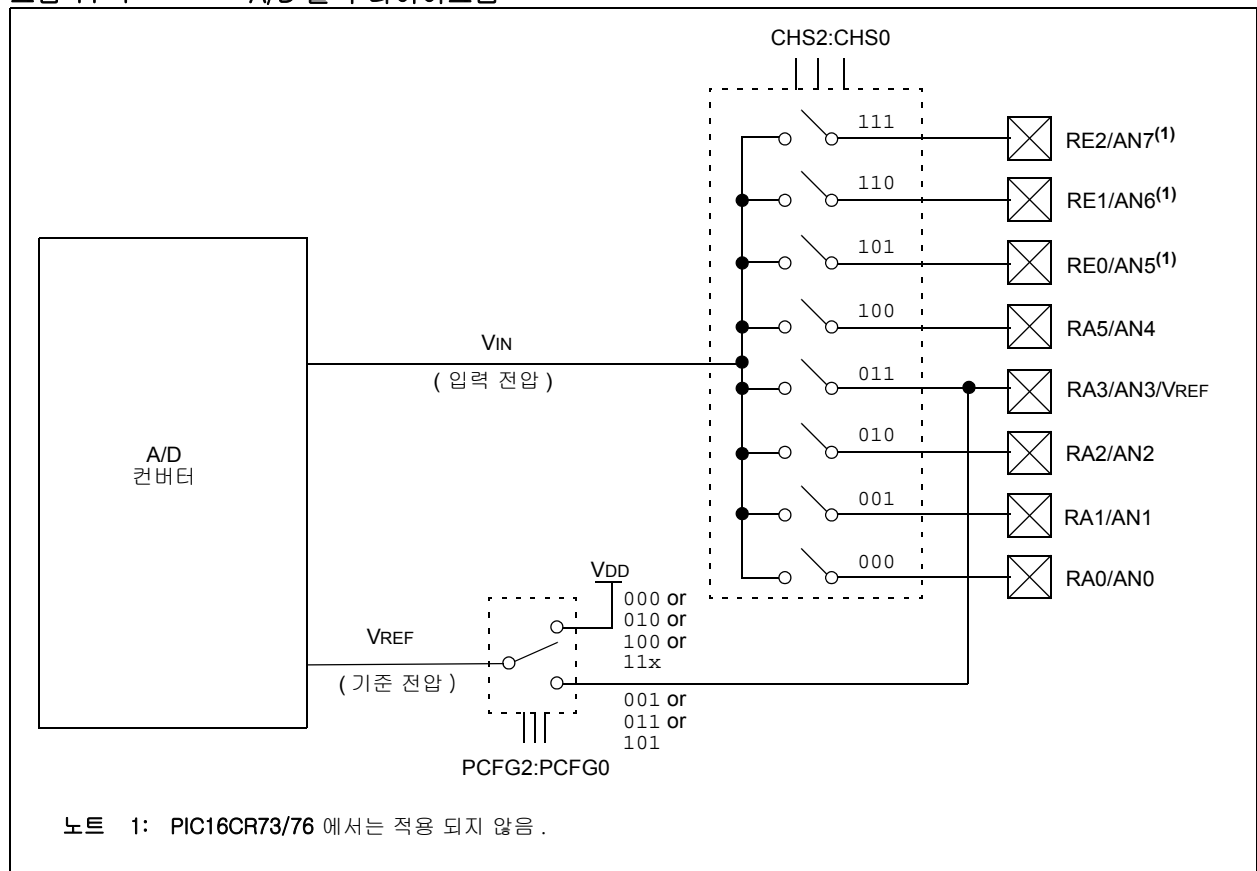 CHS2:CHS0
111
RE2/AN7(1)
110
RE1/AN6(1)
101
RE0/AN5(1)
100
RA5/AN4
VIN
( 입력 전압 )
011
RA3/AN3/VREF
A/D
컨버터
010
RA2/AN2
001
RA1/AN1
000
RA0/AN0
VDD
000 or
010 or
100 or
11x
VREF
( 기준 전압 )
001 or
011 or
101
PCFG2:PCFG0
노트 1: PIC16CR73/76 에서는 적용 되지 않음 .